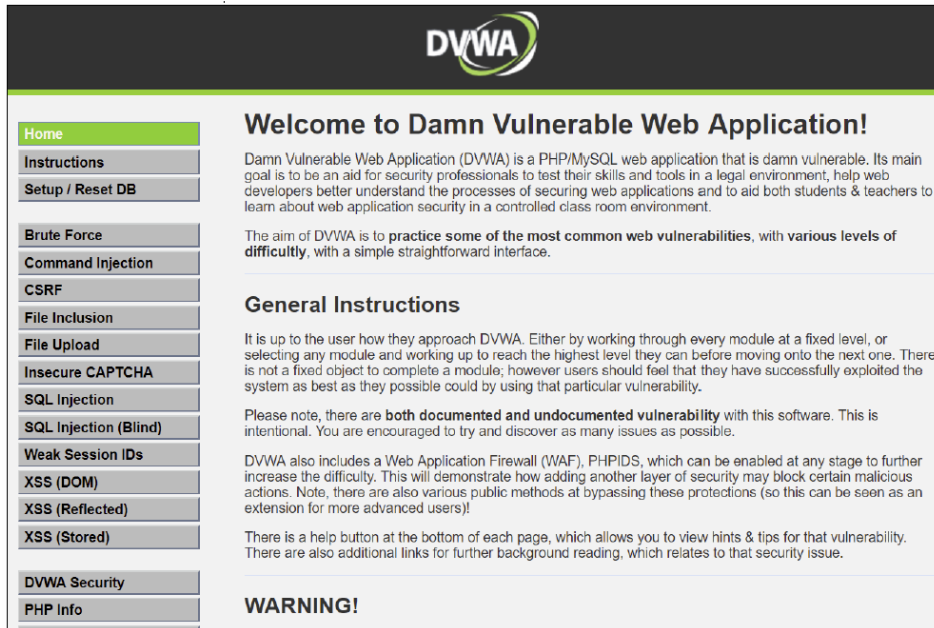 DVWA
Home
Instructions
Setup / Reset DB
Brute Force
Command Injection
CSRF
File Inclusion
File Upload
Insecure CAPTCHA
SQL Injection
SQL Injection (Blind)
Weak Session IDs
XSS (DOM)
XSS (Reflected)
XSS (Stored)
DVWA Security
PHP Info
Welcome to Damn Vulnerable Web Application!
Damn Vulnerable Web Application (DVWA) is a PHP/MySQL web application that is damn vulnerable. Its main
goal is to be an aid for security professionals to test their skills and tools in a legal environment, help web
developers better understand the processes of securing web applications and to aid both students & teachers to
learn about web application security in a controlled class room environment.
The aim of DVWA is to practice some of the most common web vulnerabilities, with various levels of
difficultly, with a simple straightforward interface.
General Instructions
It is up to the user how they approach DVWA. Either by working through every module at a fixed level, or
selecting any module and working up to reach the highest level they can before moving onto the next one. There
is not a fixed object to complete a module; however users should feel that they have successfully exploited the
system as best as they possible could by using that particular vulnerability.
Please note, there are both documented and undocumented vulnerability with this software. This is
intentional. You are encouraged to try and discover as many issues as possible.
DVWA also includes a Web Application Firewall (WAF), PHPIDS, which can be enabled at any stage to further
increase the difficulty. This will demonstrate how adding another layer of security may block certain malicious
actions. Note, there are also various public methods at bypassing these protections (so this can be seen as an
extension for more advanced users)!
There is a help button at the bottom of each page, which allows you to view hints & tips for that vulnerability.
There are also additional links for further background reading, which relates to that security issue.
WARNING!